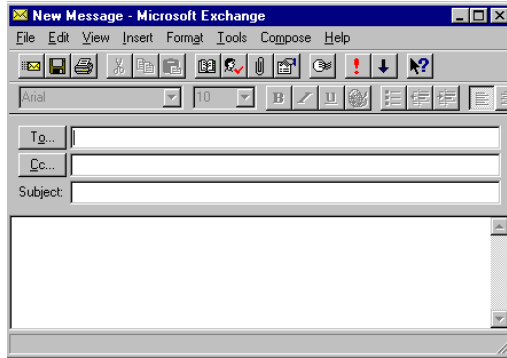 New Message - Microsoft Exchange
File Edit View Insert Format Tools Compose Help
Arial 10 B I U
To...
Cc...
Subject: